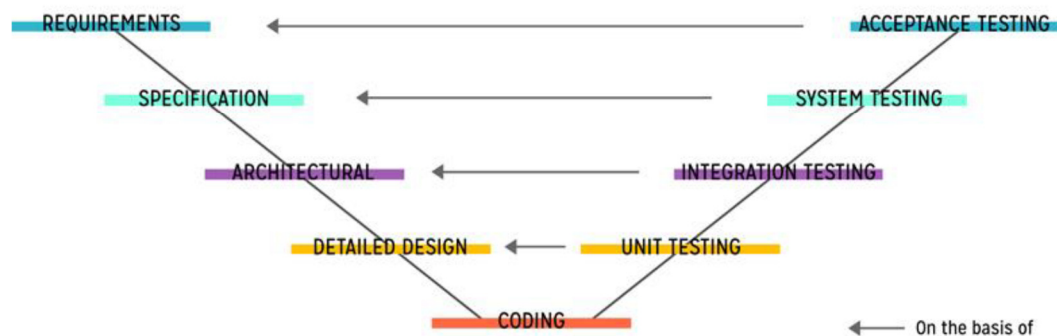 REQUIREMENTS
ACCEPTANCE TESTING
SPECIFICATION
SYSTEM TESTING
ARCHITECTURAL
INTEGRATION TESTING
DETAILED DESIGN
UNIT TESTING
CODING
On the basis of